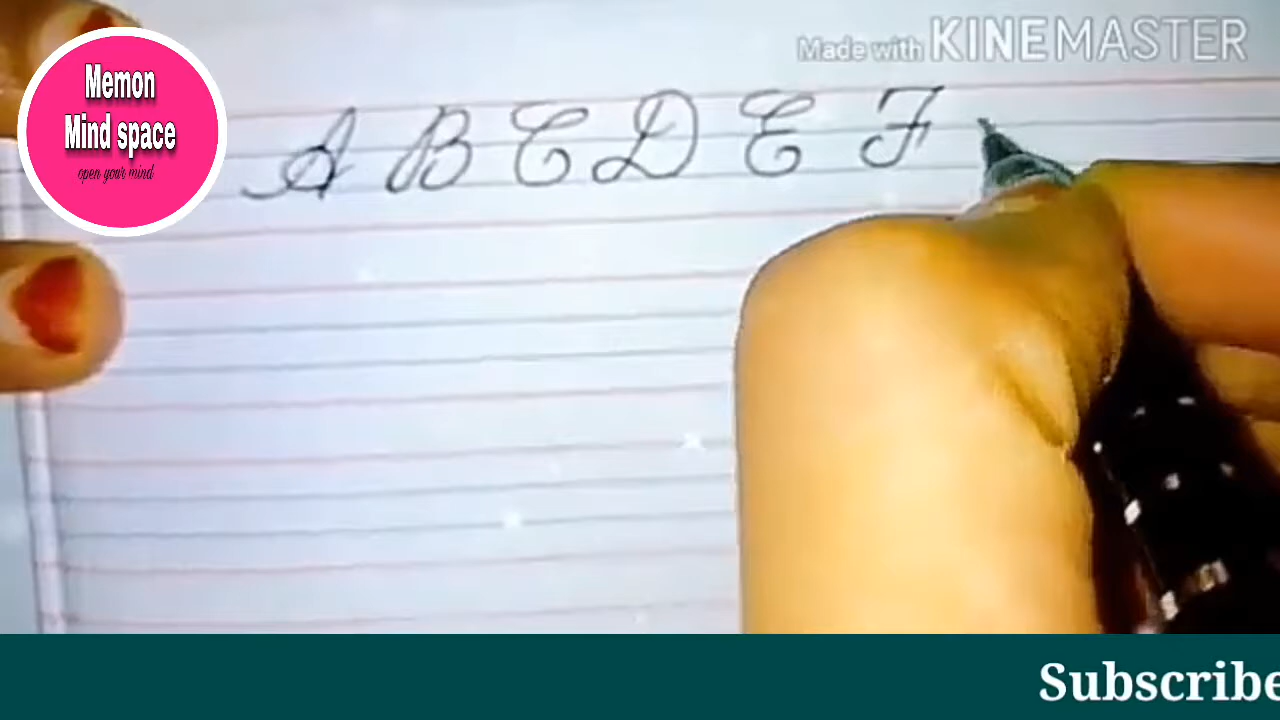 Memon
Mind space
open your mind
Made with KINEMASTER
A B C D E F
Subscribe